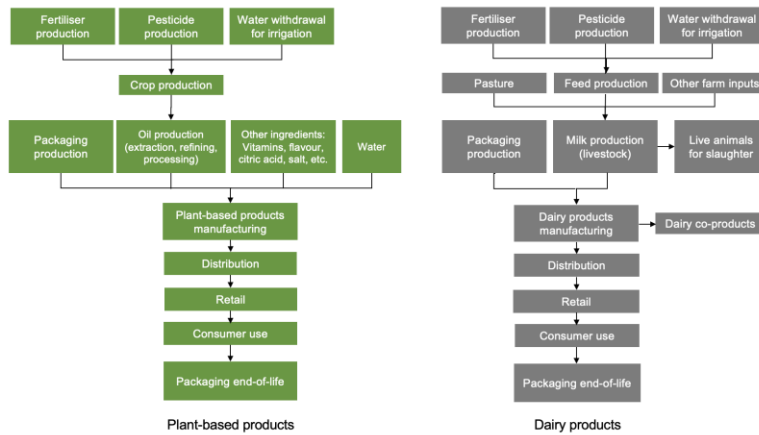 Fertiliser
production
Pesticide
production
Water withdrawal
for irrigation
Crop production
Packaging
production
Oil production
(extraction, refining,
processing)
Other ingredients:
Vitamins, flavour,
citric acid, salt, etc.
Water
Plant-based products
manufacturing
Distribution
Retail
Consumer use
Packaging end-of-life
Plant-based products
Fertiliser
production
Pesticide
production
Water withdrawal
for irrigation
Pasture
Feed production
Other farm inputs
Packaging
production
Milk production
(livestock)
Live animals
for slaughter
Dairy products
manufacturing
Dairy co-products
Distribution
Retail
Consumer use
Packaging end-of-life
Dairy products